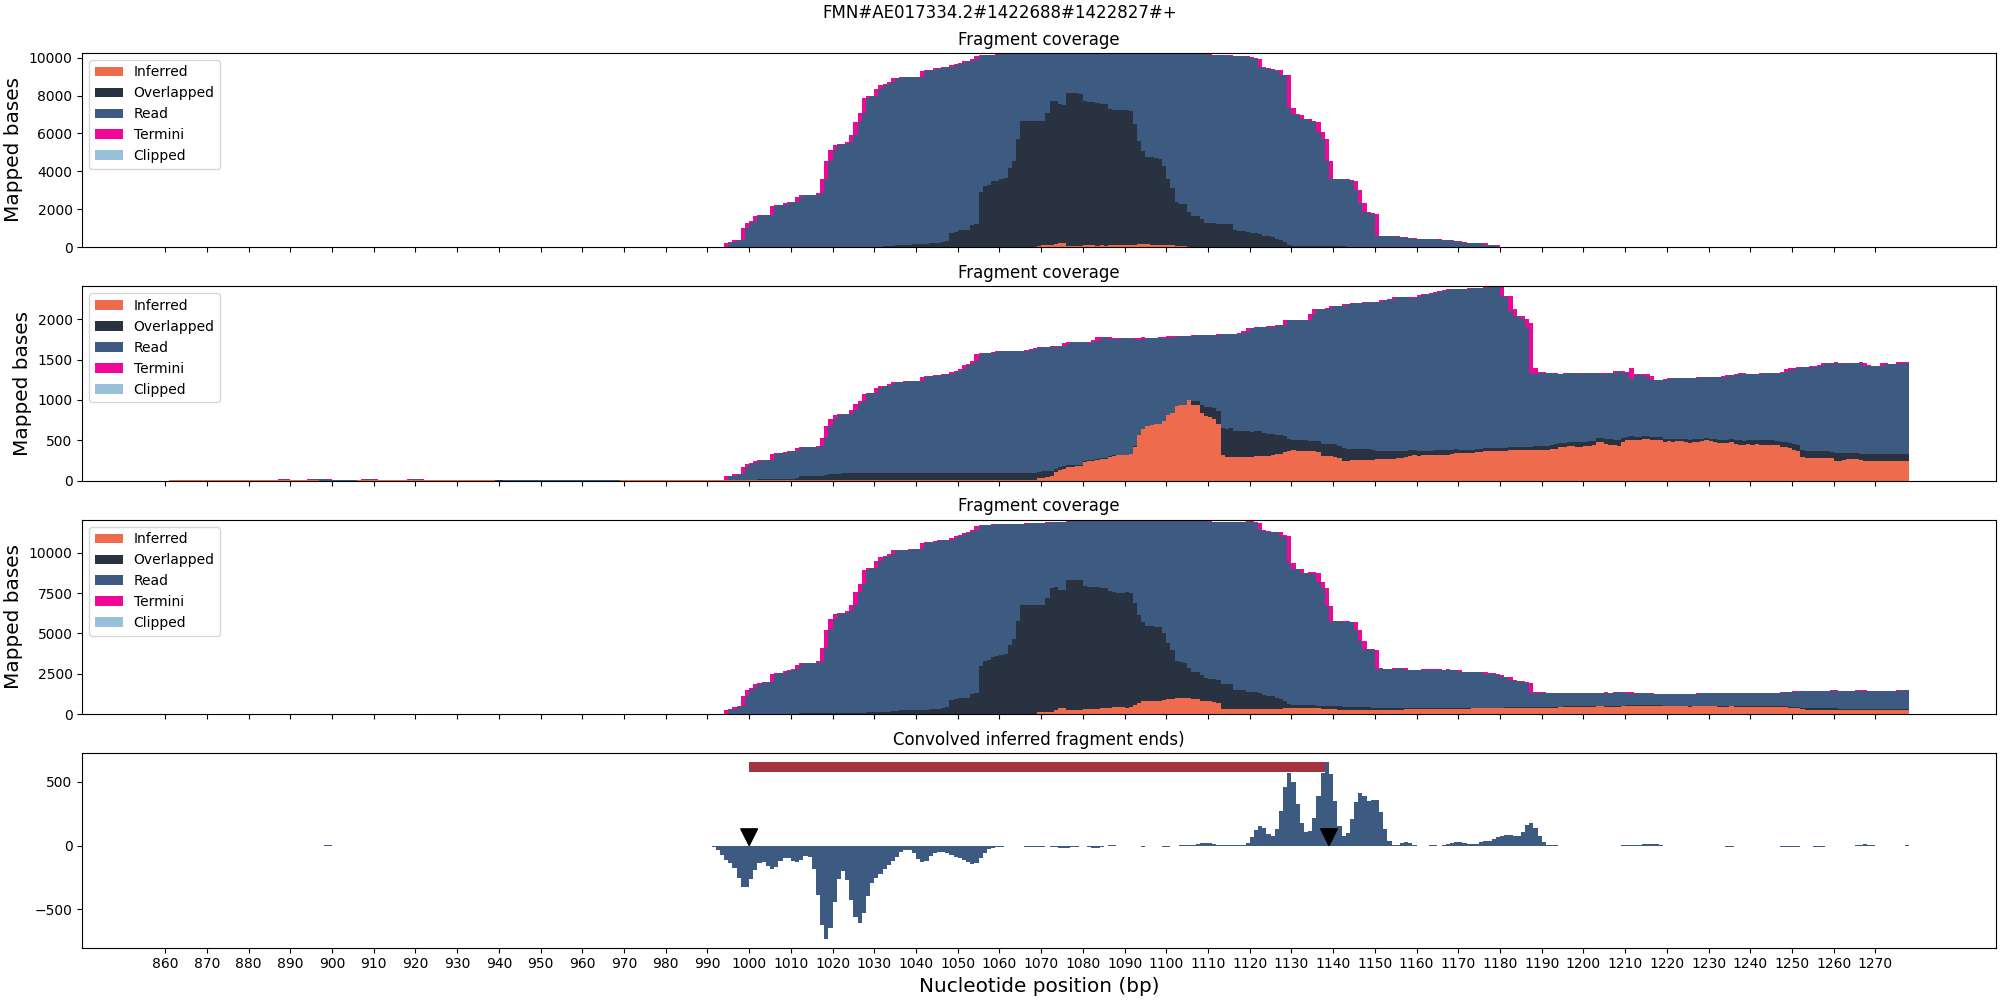 FMN#AE017334.2#1422688#1422827#+
Fragment coverage
Mapped bases
10000
8000
6000
4000
2000
0
Inferred
Overlapped
Read
Termini
Clipped
Fragment coverage
Mapped bases
2000
1500
1000
500
0
Inferred
Overlapped
Read
Termini
Clipped
Fragment coverage
Mapped bases
10000
7500
5000
2500
0
Inferred
Overlapped
Read
Termini
Clipped
Convolved inferred fragment ends)
500
0
−500
860 870 880 890 900 910 920 930 940 950 960 970 980 990 1000 1010 1020 1030 1040 1050 1060 1070 1080 1090 1100 1110 1120 1130 1140 1150 1160 1170 1180 1190 1200 1210 1220 1230 1240 1250 1260 1270
Nucleotide position (bp)